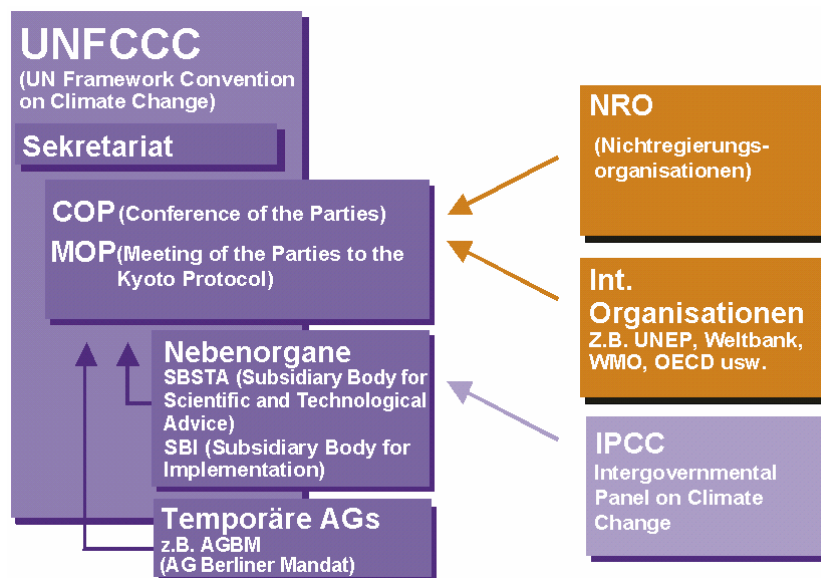 UNFCCC
(UN Framework Convention
on Climate Change)
Sekretariat
COP (Conference of the Parties)
MOP (Meeting of the Parties to the
Kyoto Protocol)
Nebenorgane
SBSTA (Subsidiary Body for
Scientific and Technological
Advice)
SBI (Subsidiary Body for
Implementation)
Temporäre AGs
z.B. AGBM
(AG Berliner Mandat)
NRO
(Nichtregierungs-
organisationen)
Int.
Organisationen
Z.B. UNEP, Weltbank,
WMO, OECD usw.
IPCC
Intergovernmental
Panel on Climate
Change